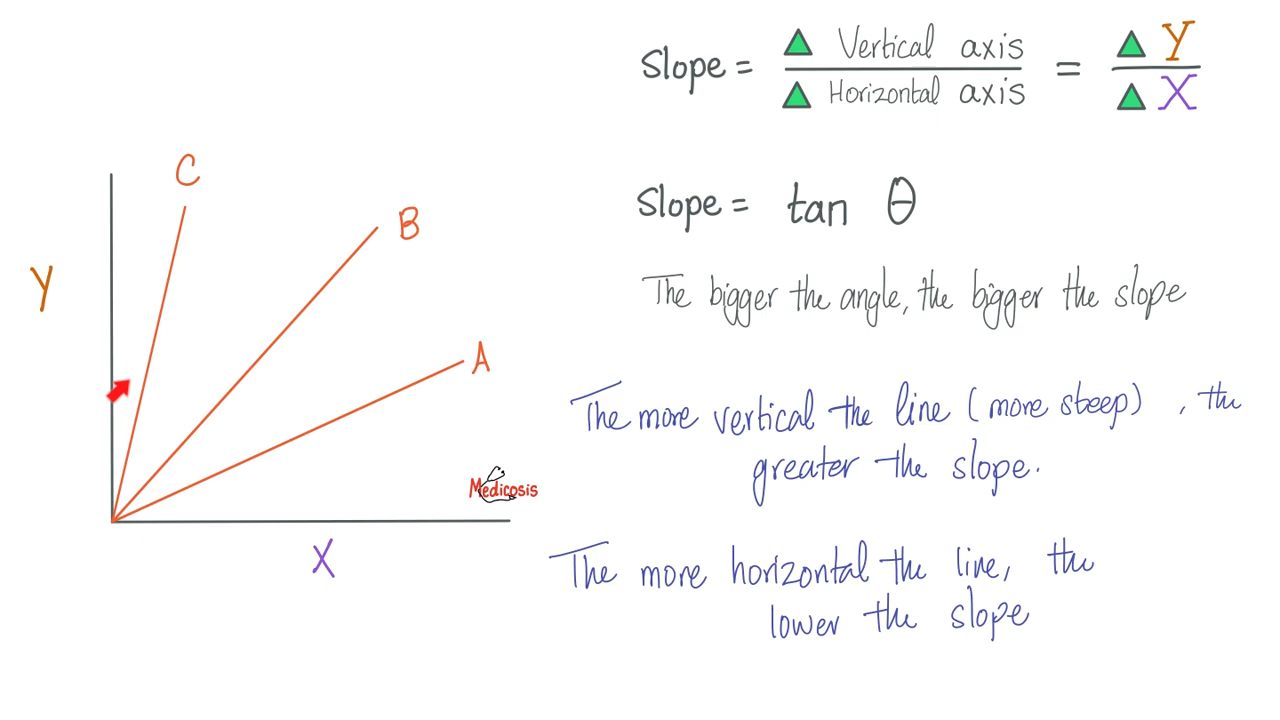 Slope = ▲ Vertical axis / ▲ Horizontal axis = ▲ Y / ▲ X
Slope = tan θ
The bigger the angle, the bigger the slope
The more vertical the line (more steep) , the
greater the slope.
The more horizontal the line, the
lower the slope
C
B
A
Y
X
Medicosis